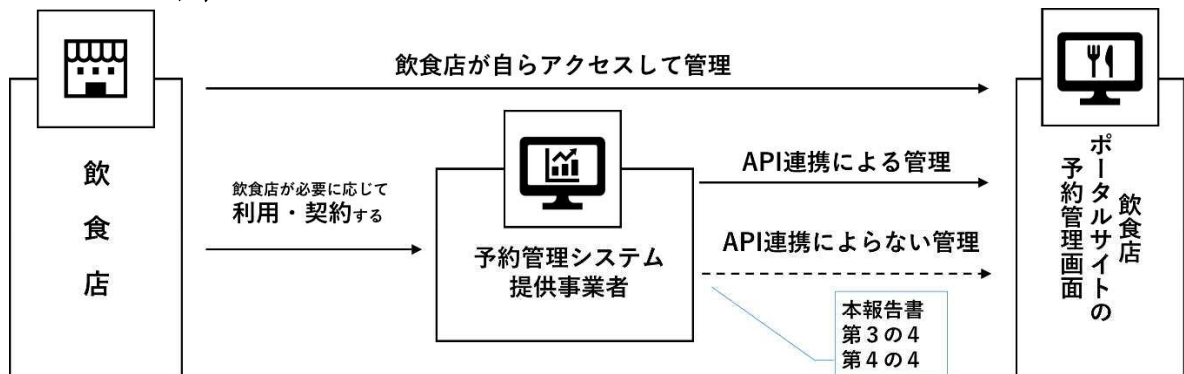 飲食店が自らアクセスして管理
飲食店
飲食店が必要に応じて
利用・契約する
予約管理システム
提供事業者
API連携による管理
API連携によらない管理
本報告書
第３の４
第４の４
飲食店
ポータルサイトの
予約管理画面